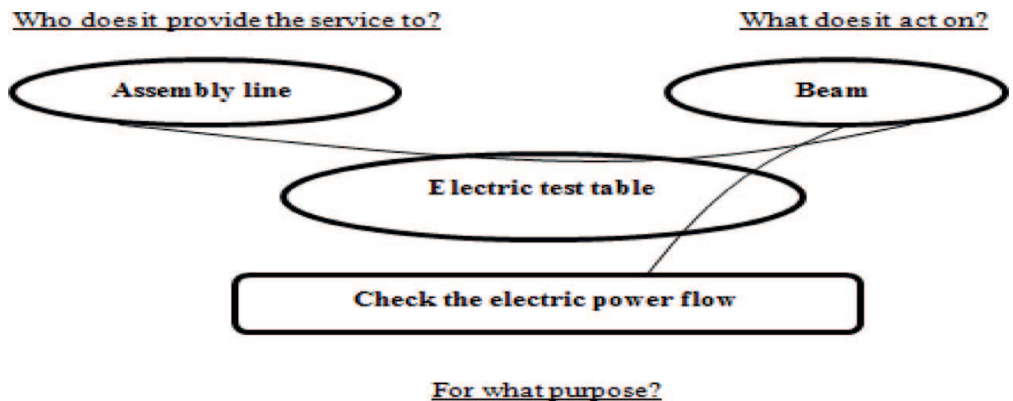 Who does it provide the service to?
What does it act on?
Assembly line
Beam
Electric test table
Check the electric power flow
For what purpose?